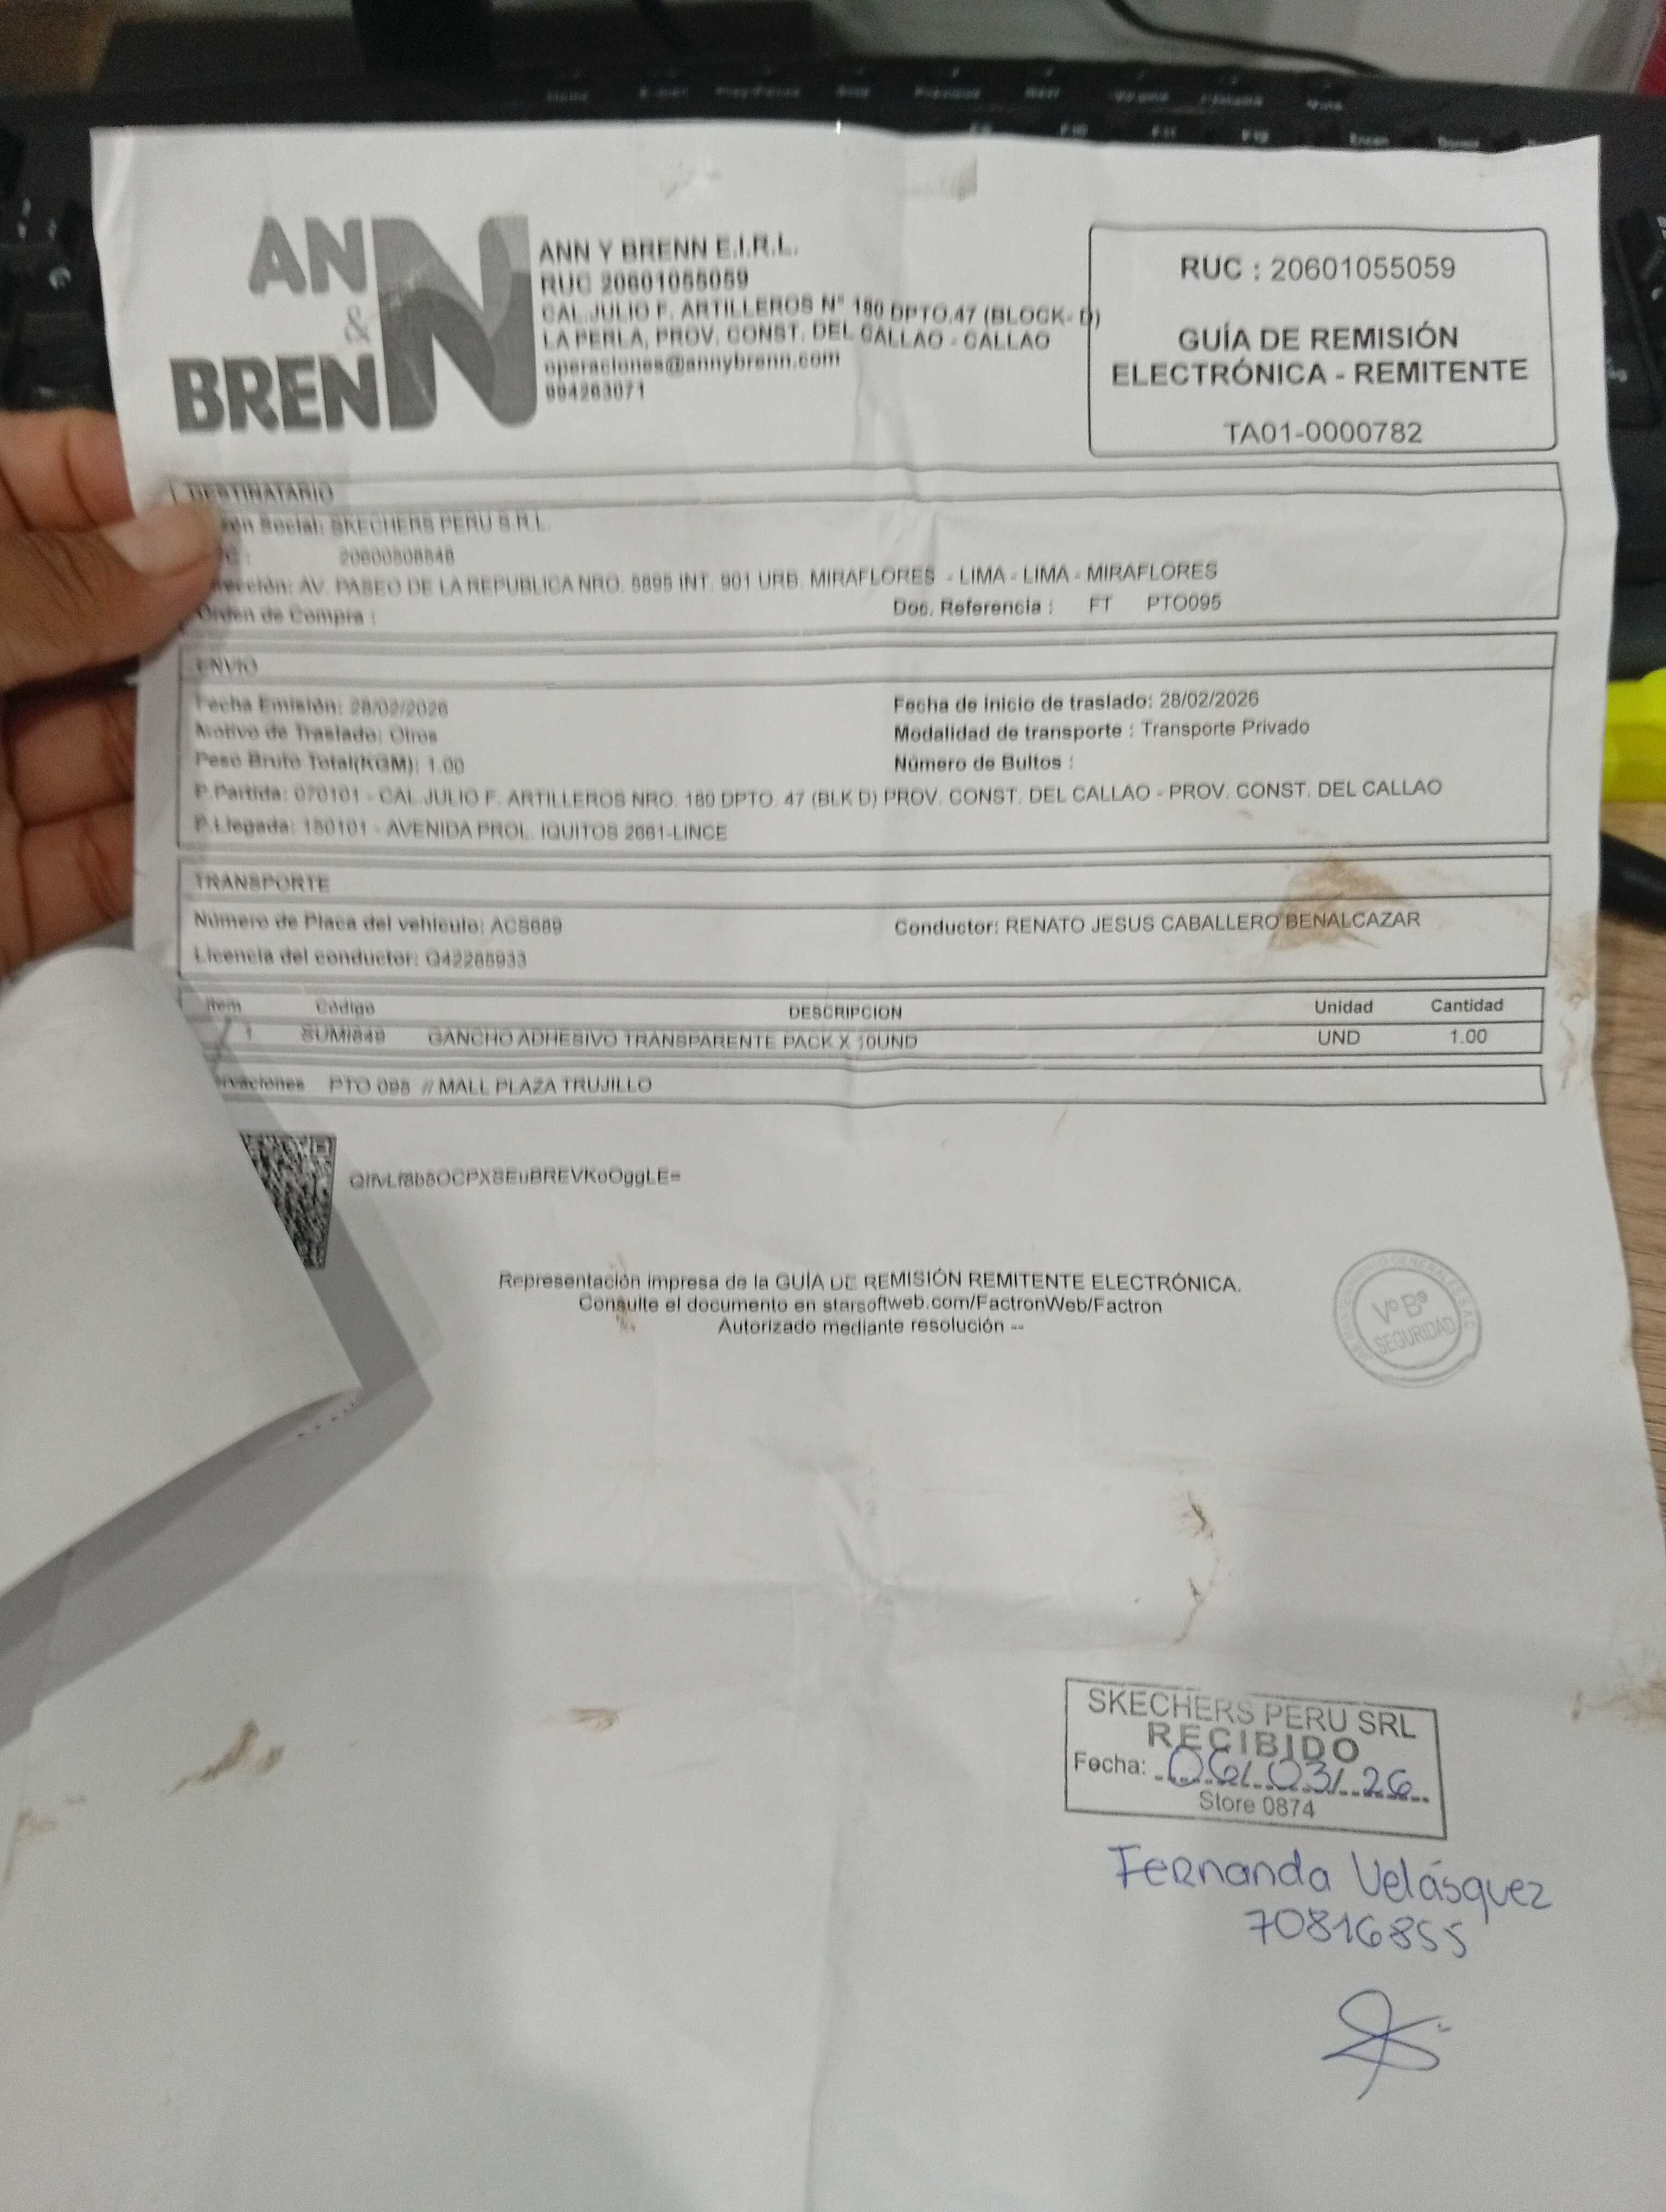 ANN
&
BRENN
ANN Y BRENN E.I.R.L.
RUC 20601055059
CAL.JULIO F. ARTILLEROS N° 180 DPTO.47 (BLOCK- D)
LA PERLA, PROV. CONST. DEL CALLAO - CALLAO
operaciones@annybrenn.com
994263071
RUC : 20601055059
GUÍA DE REMISIÓN
ELECTRÓNICA - REMITENTE
TA01-0000782
DESTINATARIO
Social: SKECHERS PERU S.R.L.
AV. PASEO DE LA REPUBLICA NRO. 5895 INT. 901 URB. MIRAFLORES - LIMA - LIMA - MIRAFLORES
Orden de Compra :
Doc. Referencia : FT PTO095
ENVIO
Fecha Emisión: 28/02/2026
Fecha de inicio de traslado: 28/02/2026
Motivo de Traslado: Otros
Modalidad de transporte : Transporte Privado
Peso Bruto Total(KGM): 1.00
Número de Bultos :
P.Partida: 070101 - CAL.JULIO F. ARTILLEROS NRO. 180 DPTO. 47 (BLK D) PROV. CONST. DEL CALLAO - PROV. CONST. DEL CALLAO
P.Llegada: 150101 - AVENIDA PROL. IQUITOS 2661-LINCE
TRANSPORTE
Número de Placa del vehículo:
Conductor: RENATO JESUS CABALLERO BENALCAZAR
Licencia del conductor:
Item Código DESCRIPCION Unidad Cantidad
1 SUMI849 GANCHO ADHESIVO TRANSPARENTE PACK X 10UND UND 1.00
PTO 095 // MALL PLAZA TRUJILLO
Representación impresa de la GUÍA DE REMISIÓN REMITENTE ELECTRÓNICA.
Consulte el documento en starsoftweb.com/FactronWeb/Factron
Autorizado mediante resolución --
V° B°
SEGURIDAD
SKECHERS PERU SRL
RECIBIDO
Fecha: 06/03/26
Store 0874
Fernanda Velásquez
70816855